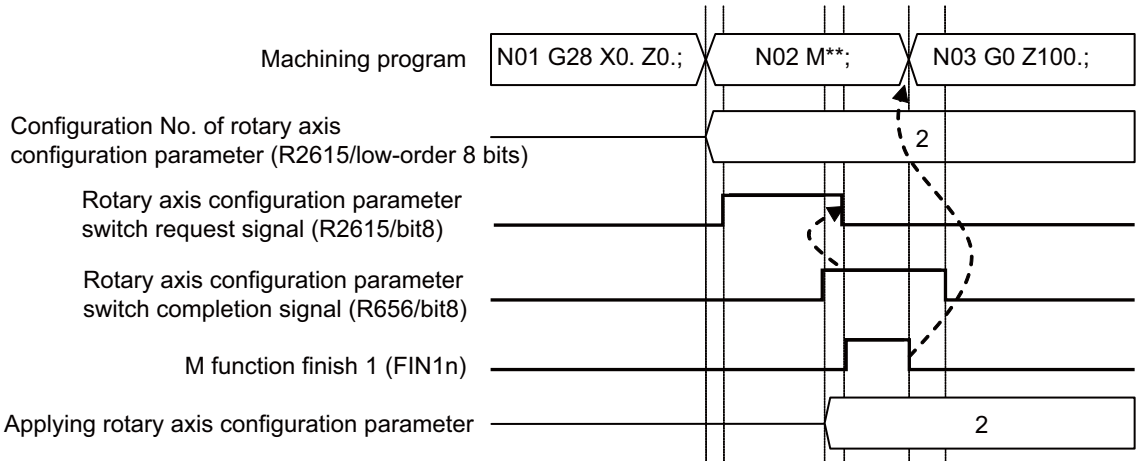 Machining program
N01 G28 X0. Z0.;
N02 M**;
N03 G0 Z100.;
Configuration No. of rotary axis
configuration parameter (R2615/low-order 8 bits)
2
Rotary axis configuration parameter
switch request signal (R2615/bit8)
Rotary axis configuration parameter
switch completion signal (R656/bit8)
M function finish 1 (FIN1n)
Applying rotary axis configuration parameter
2